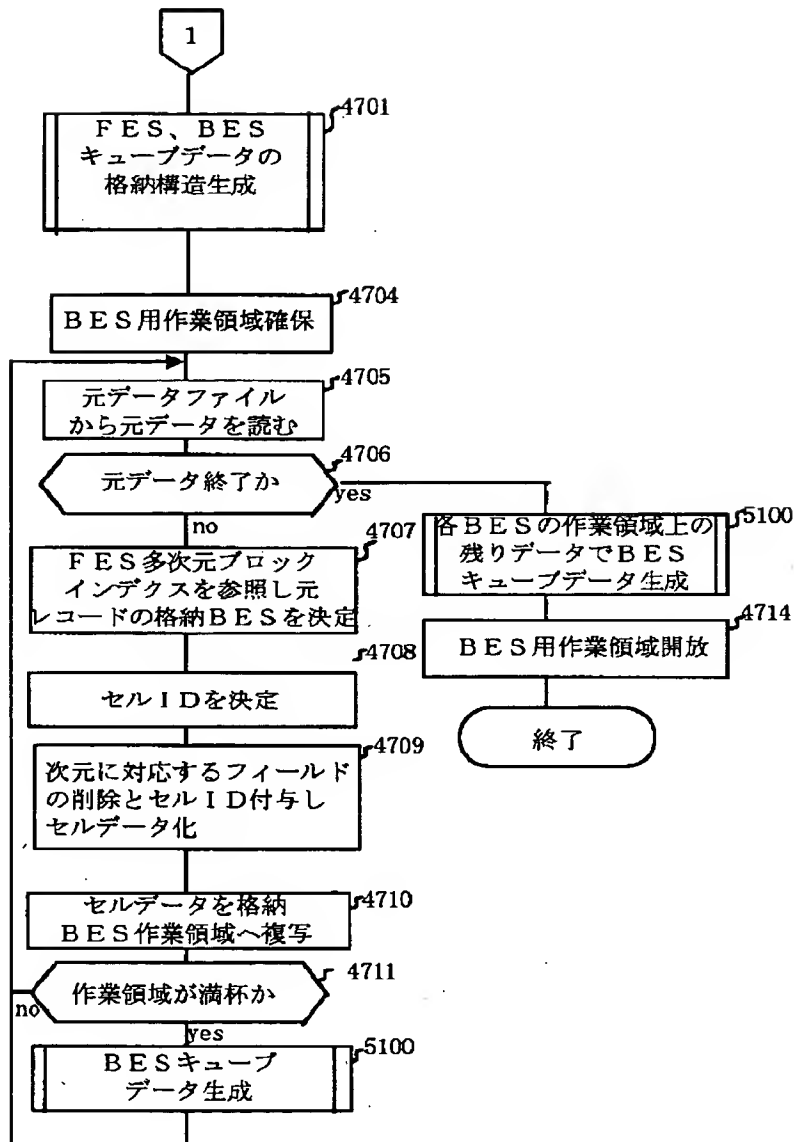 1
4701
FES、BES
キューブデータの
格納構造生成
4704
BES用作業領域確保
4705
元データファイル
から元データを読む
4706
元データ終了か
yes
no
4707
FES多次元ブロック
インデクスを参照し元
レコードの格納BESを決定
5100
各BESの作業領域上の
残りデータでBES
キューブデータ生成
4708
セルIDを決定
4714
BES用作業領域開放
終了
4709
次元に対応するフィールド
の削除とセルID付与し
セルデータ化
4710
セルデータを格納
BES作業領域へ複写
4711
作業領域が満杯か
no
yes
5100
BESキューブ
データ生成